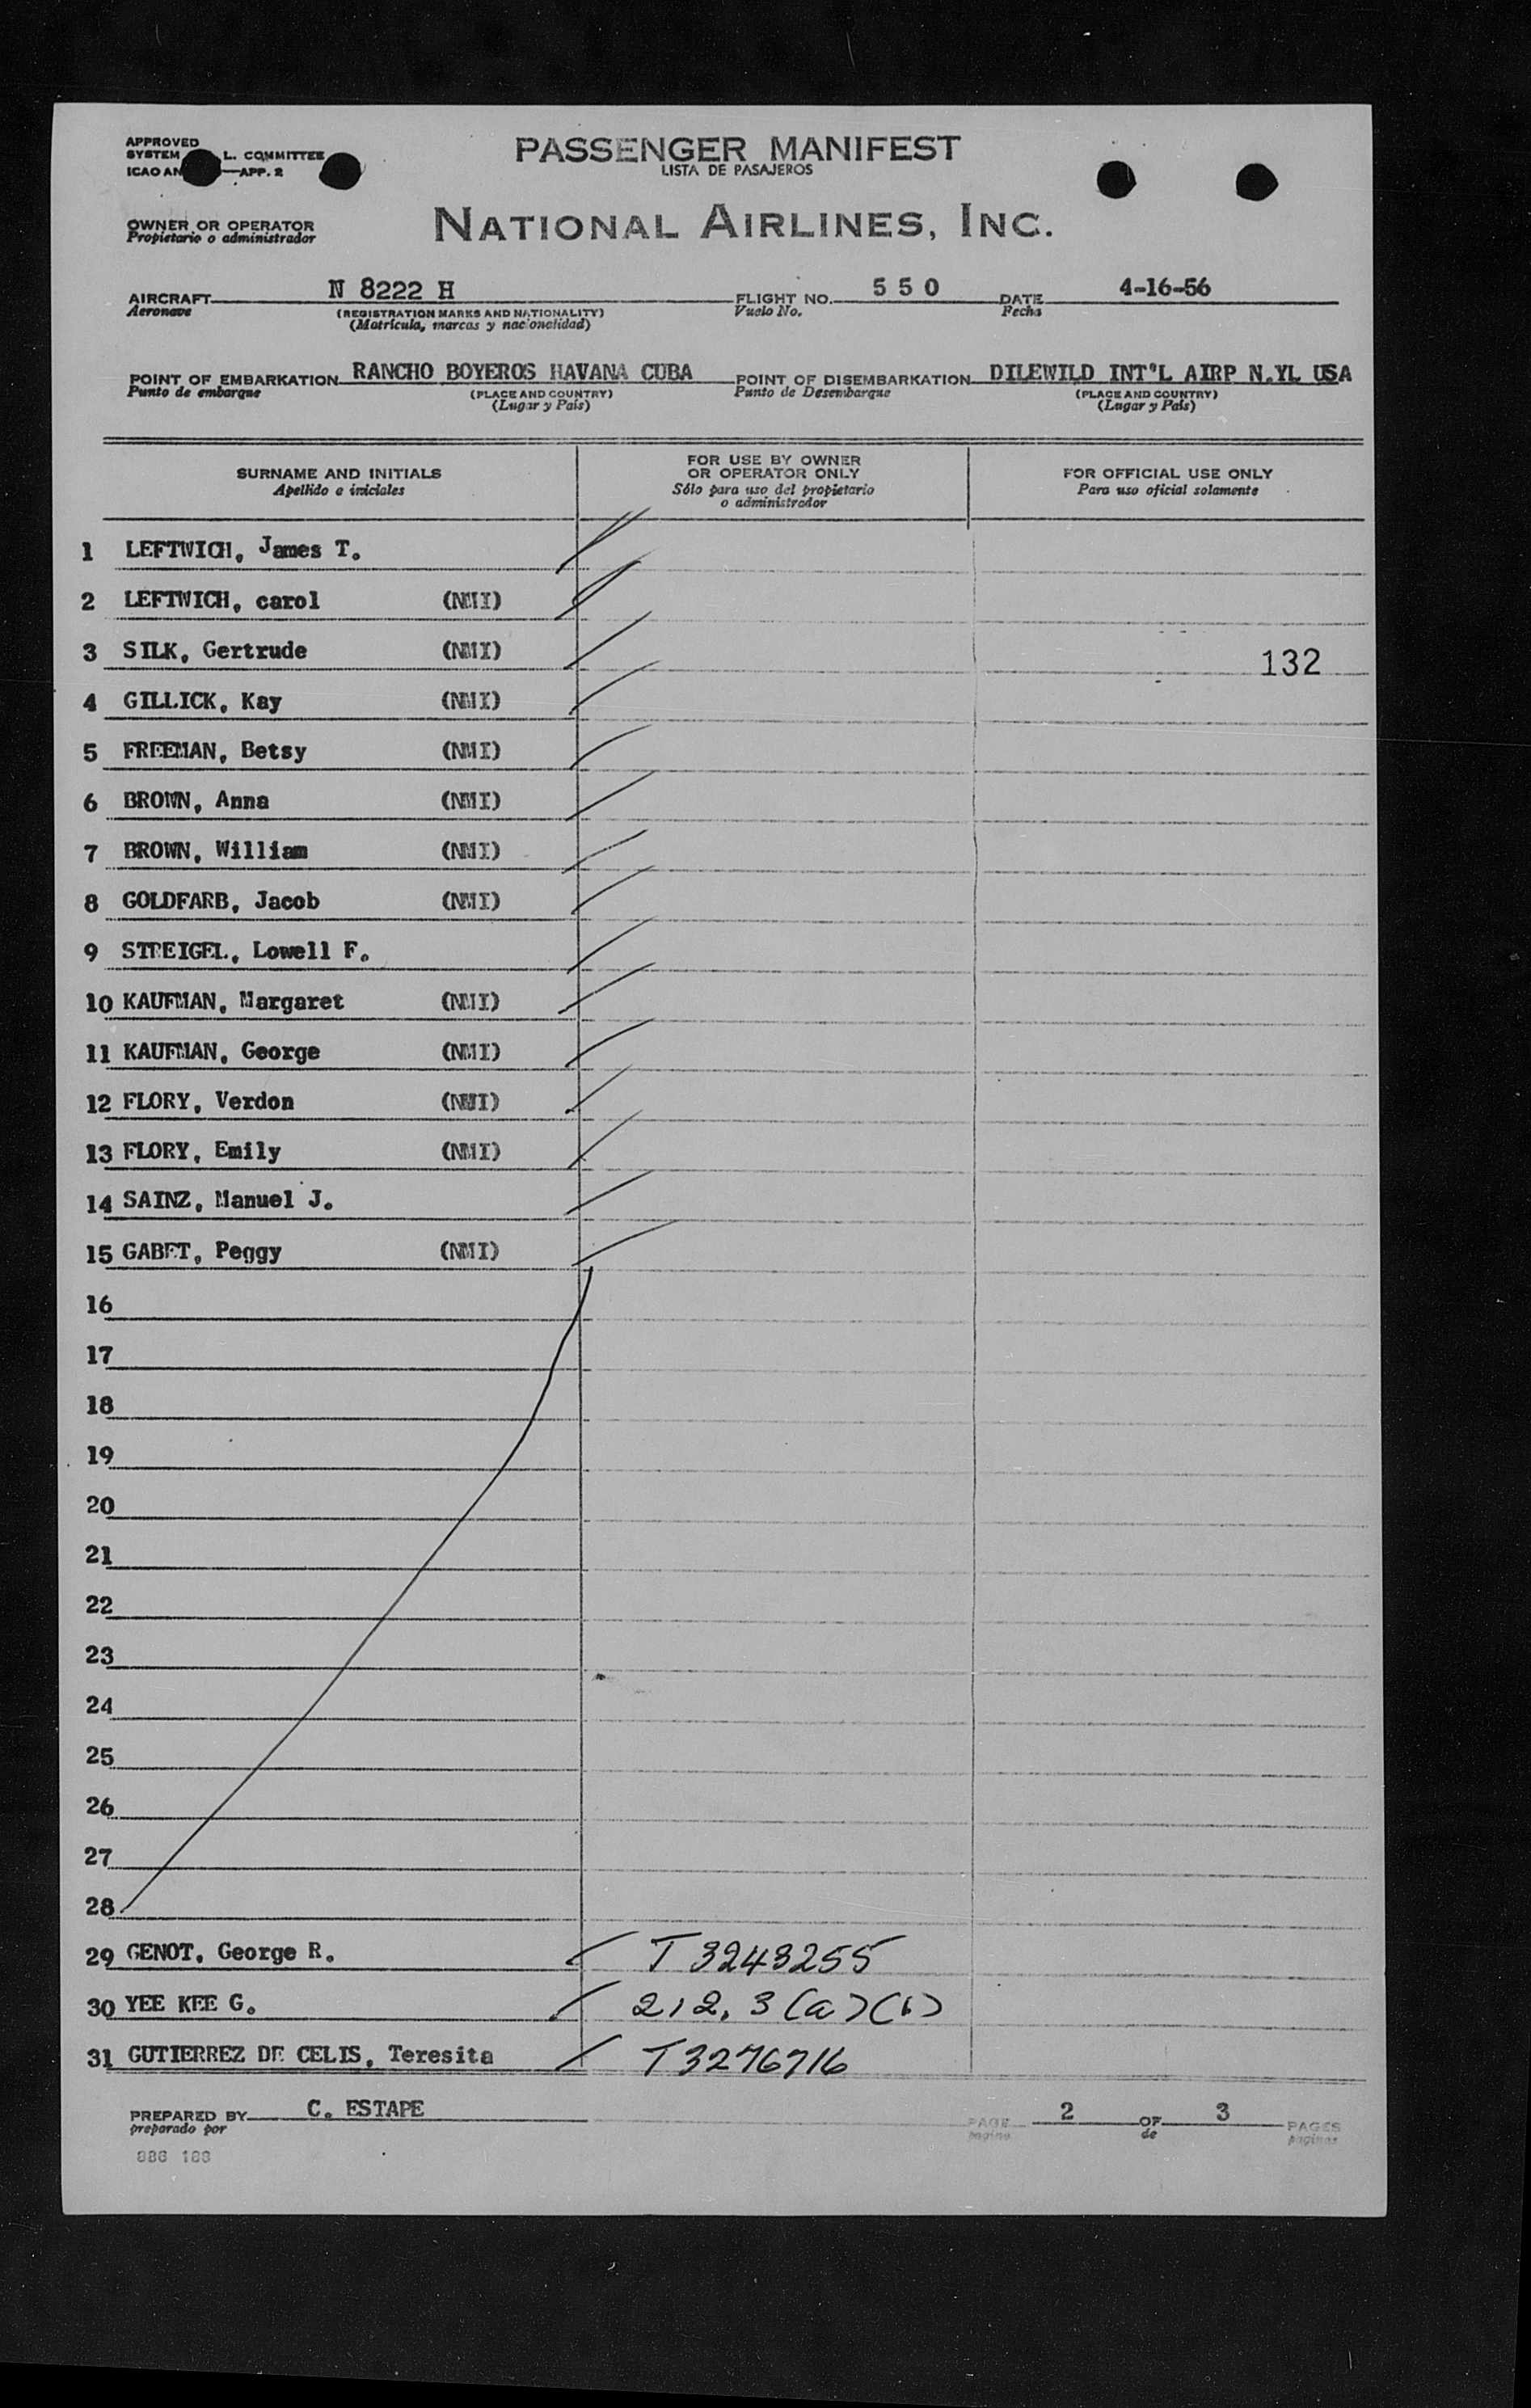 APPROVED
SYSTEM L. COMMITTEE
ICAO AN —APP. 2
PASSENGER MANIFEST
LISTA DE PASAJEROS
OWNER OR OPERATOR
Propietario o administrador
NATIONAL AIRLINES, INC.
AIRCRAFT N 8222 H FLIGHT NO. 5 5 0 DATE 4-16-56
Aeronave (REGISTRATION MARKS AND NATIONALITY) Vuelo No. Fecha
(Matrícula, marcas y nacionalidad)
POINT OF EMBARKATION RANCHO BOYEROS HAVANA CUBA POINT OF DISEMBARKATION DILEWILD INT'L AIRP N.YL USA
Punto de embarque (PLACE AND COUNTRY) Punto de Desembarque (PLACE AND COUNTRY)
(Lugar y País) (Lugar y País)
SURNAME AND INITIALS
Apellido e iniciales
FOR USE BY OWNER
OR OPERATOR ONLY
Sólo para uso del propietario
o administrador
FOR OFFICIAL USE ONLY
Para uso oficial solamente
1 LEFTWICH, James T.
2 LEFTWICH, carol (NMI)
3 SILK, Gertrude (NMI) 132
4 GILLICK, Kay (NMI)
5 FREEMAN, Betsy (NMI)
6 BROWN, Anna (NMI)
7 BROWN, William (NMI)
8 GOLDFARB, Jacob (NMI)
9 STREIGEL, Lowell F.
10 KAUFMAN, Margaret (NMI)
11 KAUFMAN, George (NMI)
12 FLORY, Verdon (NMI)
13 FLORY, Emily (NMI)
14 SAINZ, Manuel J.
15 GABET, Peggy (NMI)
16
17
18
19
20
21
22
23
24
25
26
27
28
29 GENOT, George R. T 3243255
30 YEE KEE G. 212.3(a)(1)
31 GUTIERREZ DE CELIS, Teresita T3276716
PREPARED BY C. ESTAPE PAGE 2 OF 3 PAGES
preparado por pagina de paginas